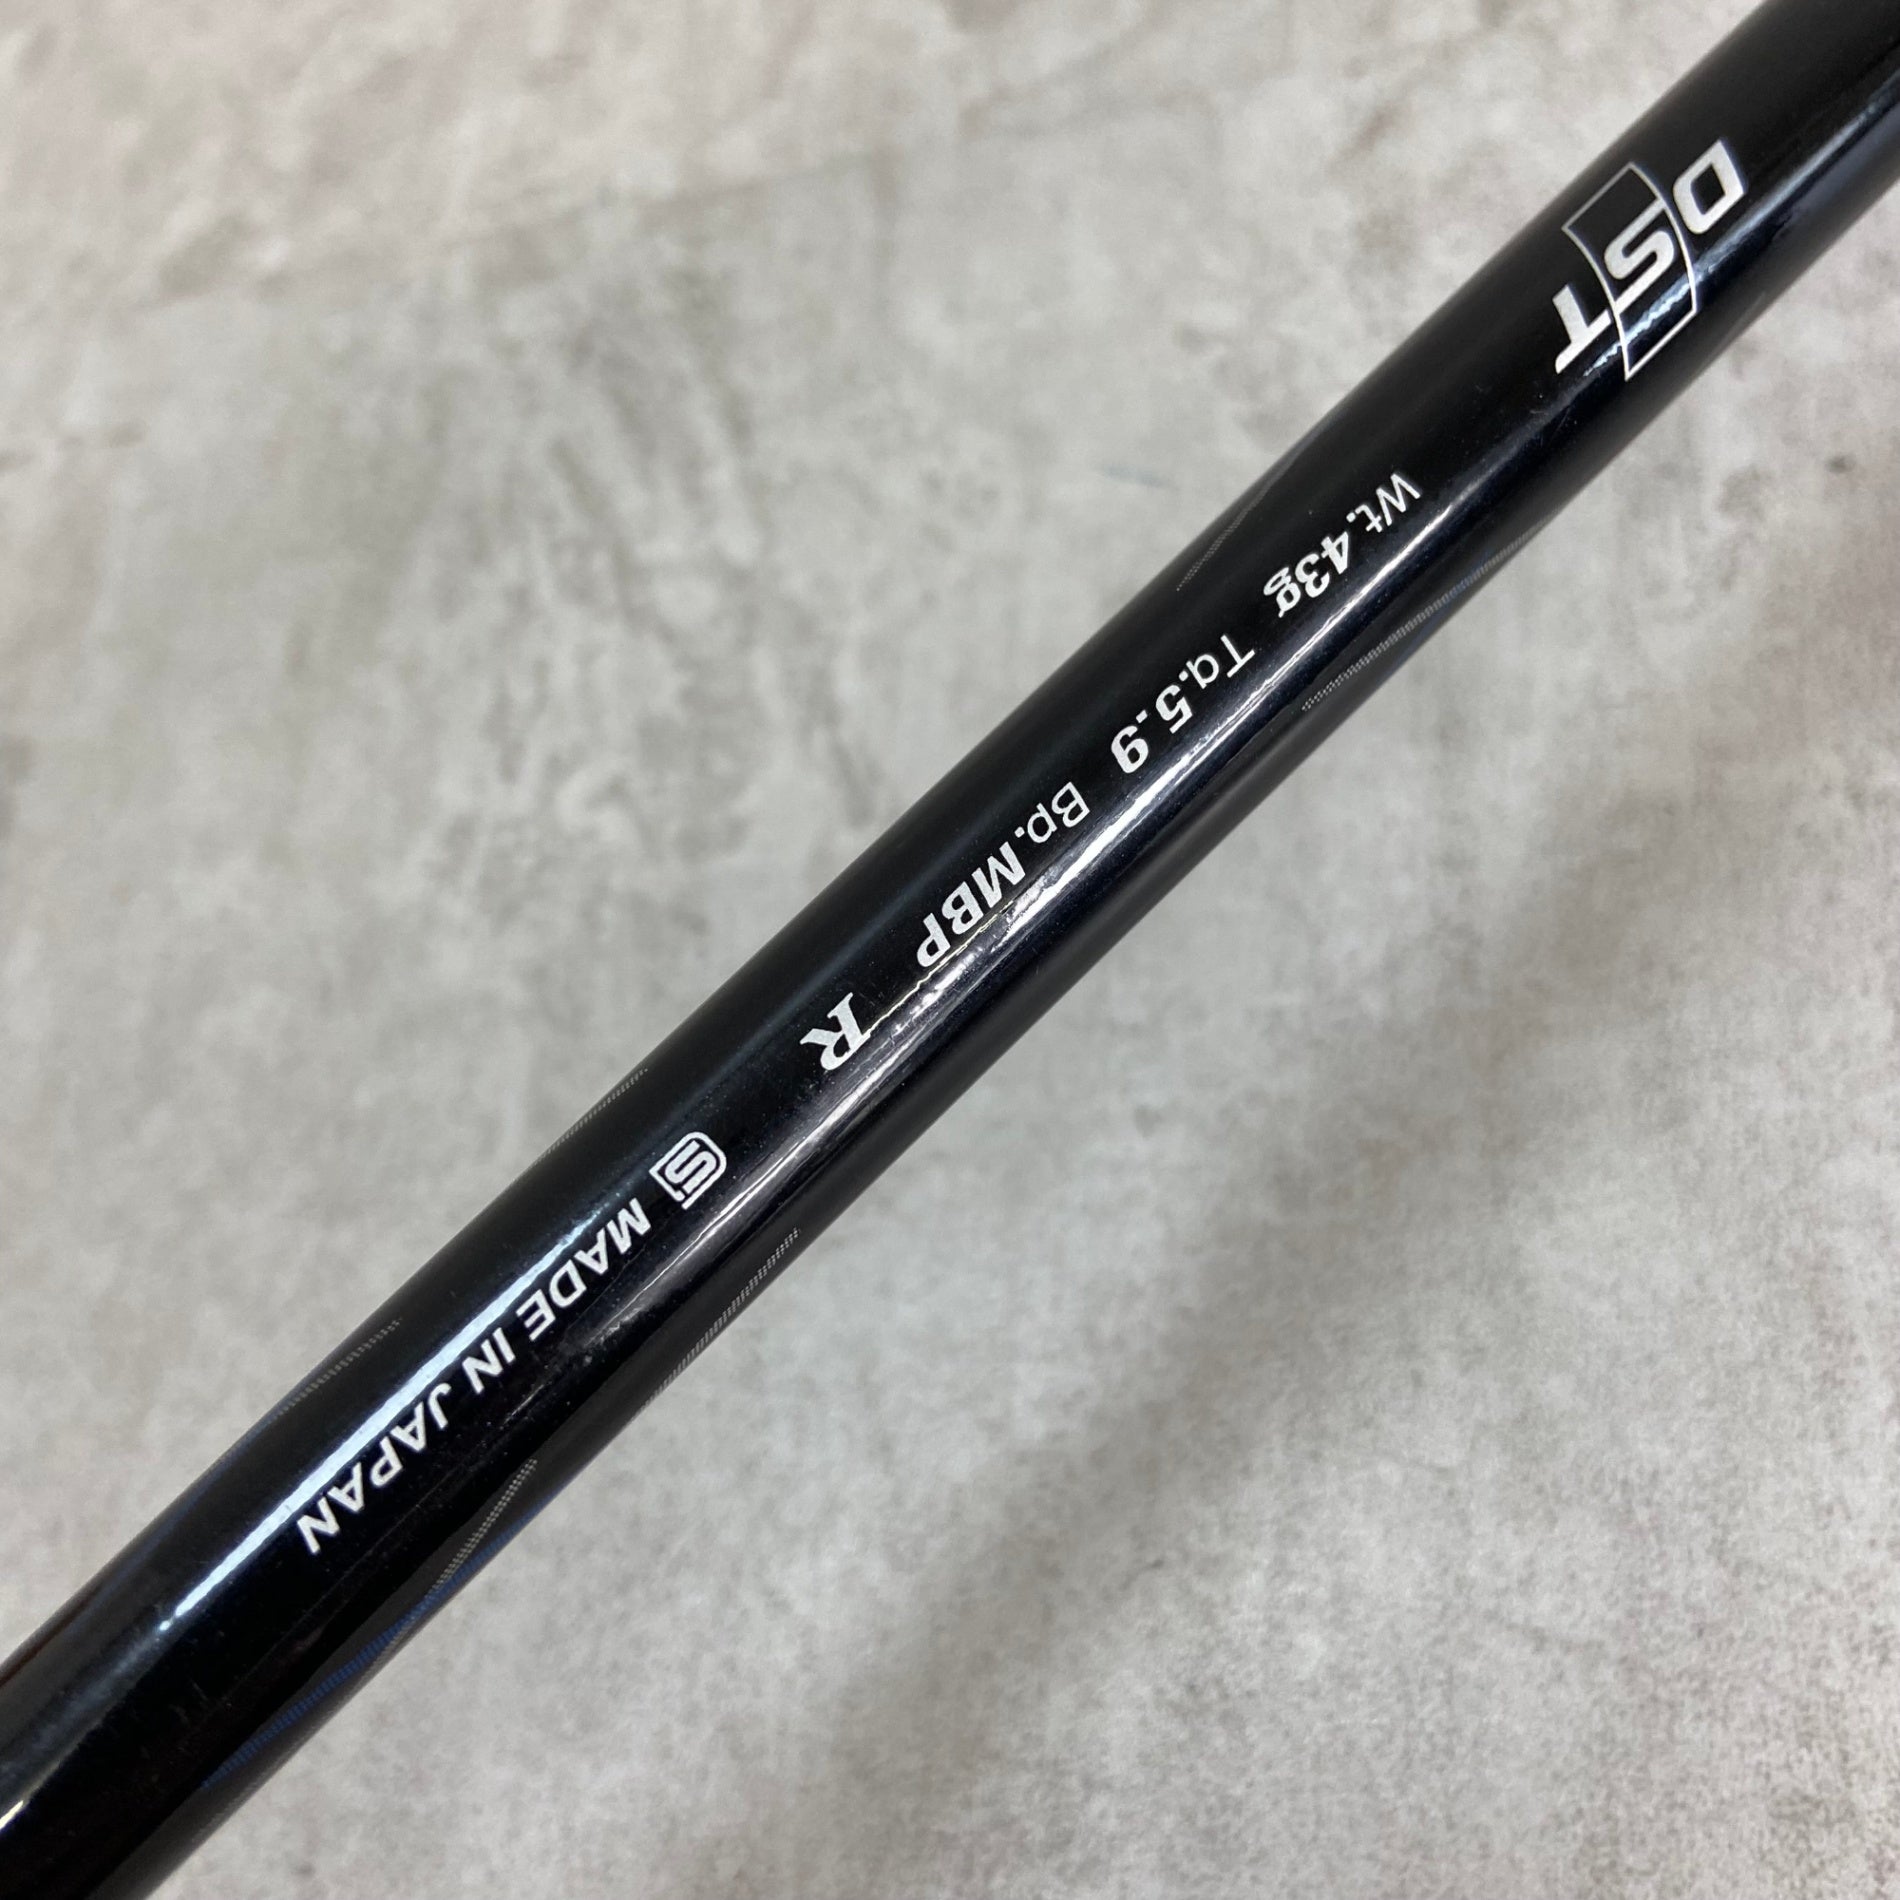 DST Wt.43g Tq.5.9 Bp.MBP R S MADE IN JAPAN